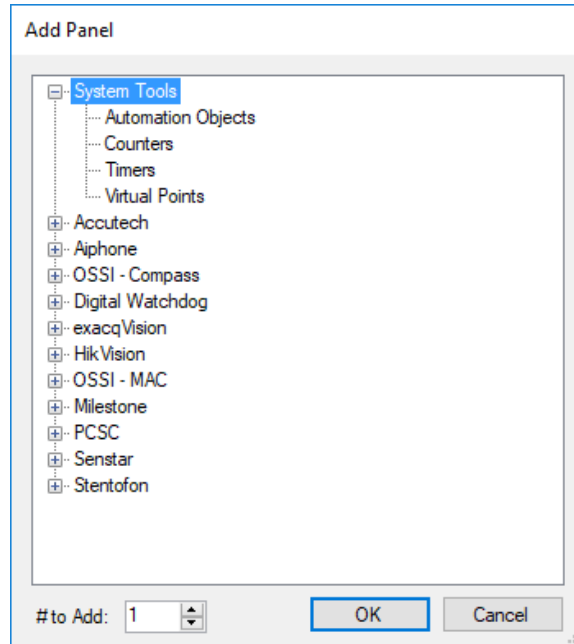 Add Panel
System Tools
Automation Objects
Counters
Timers
Virtual Points
Accutech
Aiphone
OSSI - Compass
Digital Watchdog
exacqVision
HikVision
OSSI - MAC
Milestone
PCSC
Senstar
Stentofon
# to Add: 1 OK Cancel